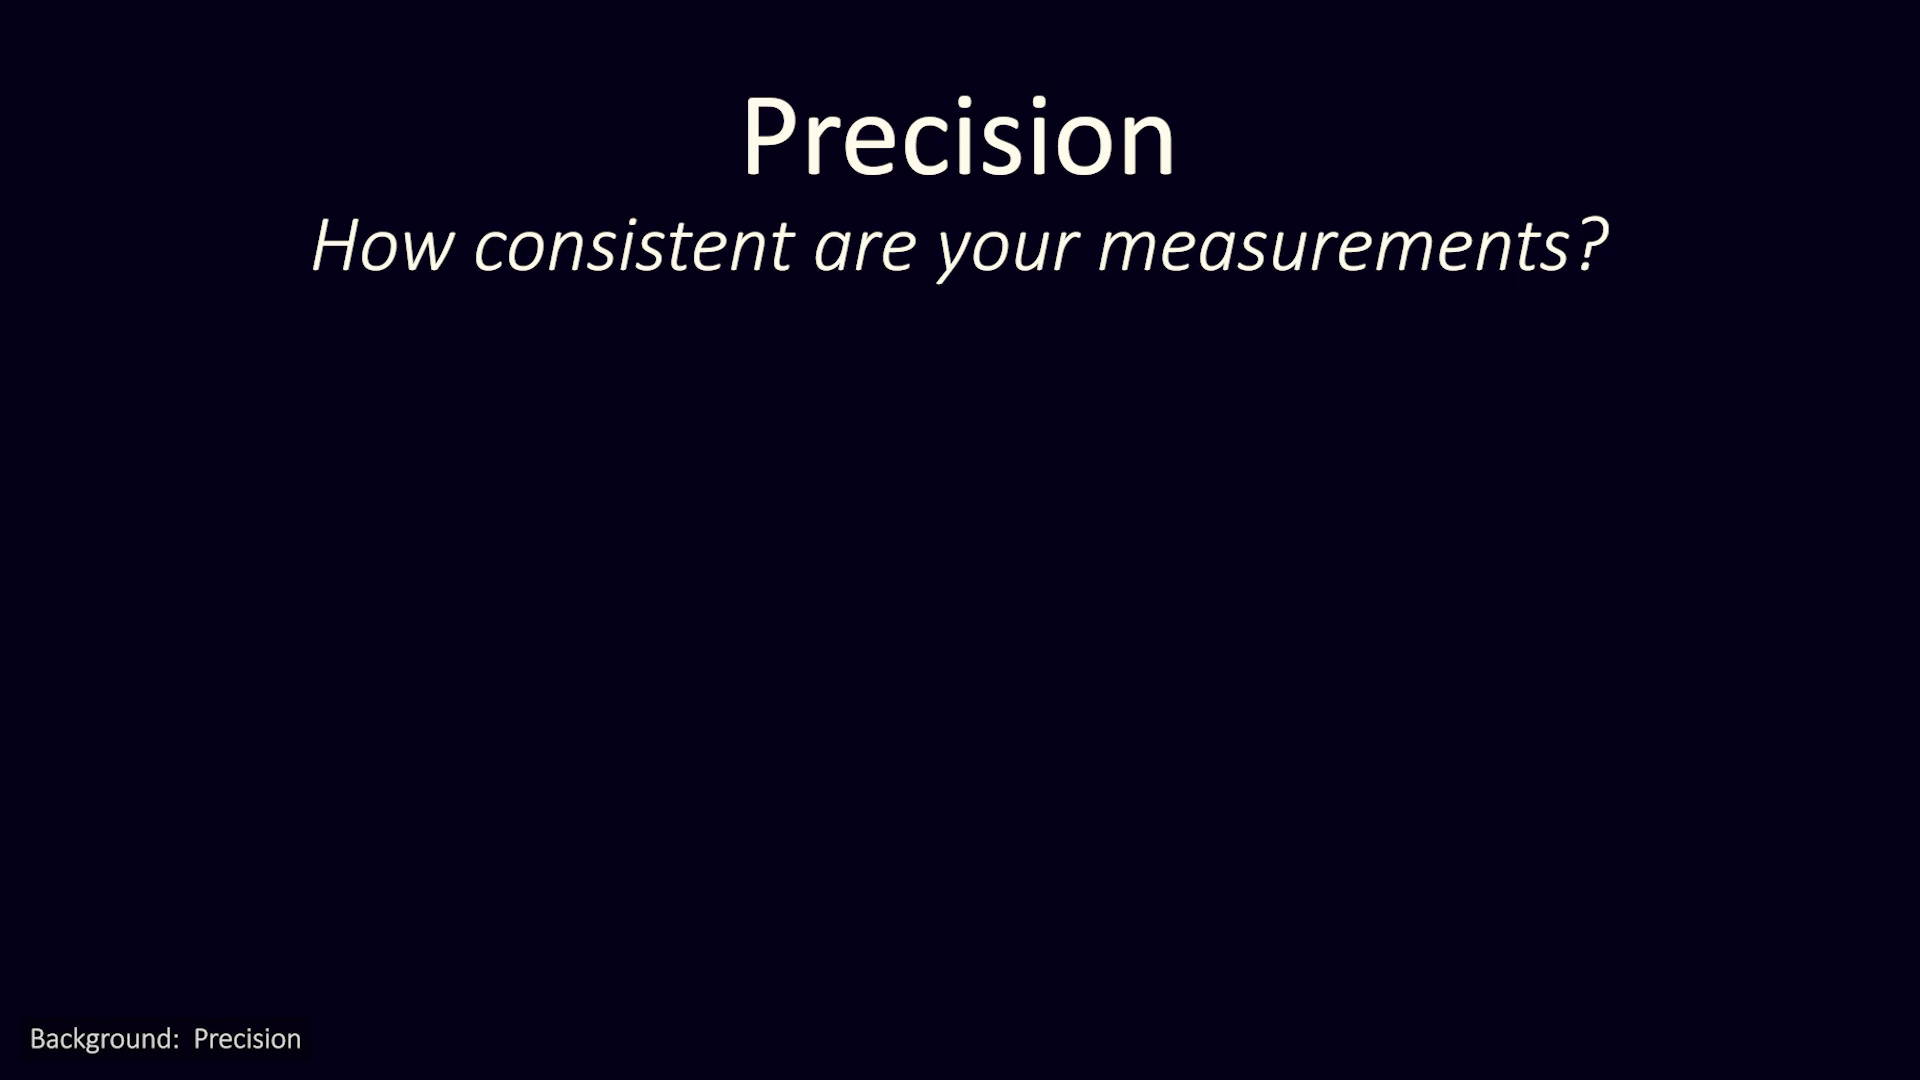 Precision
How consistent are your measurements?
Background: Precision